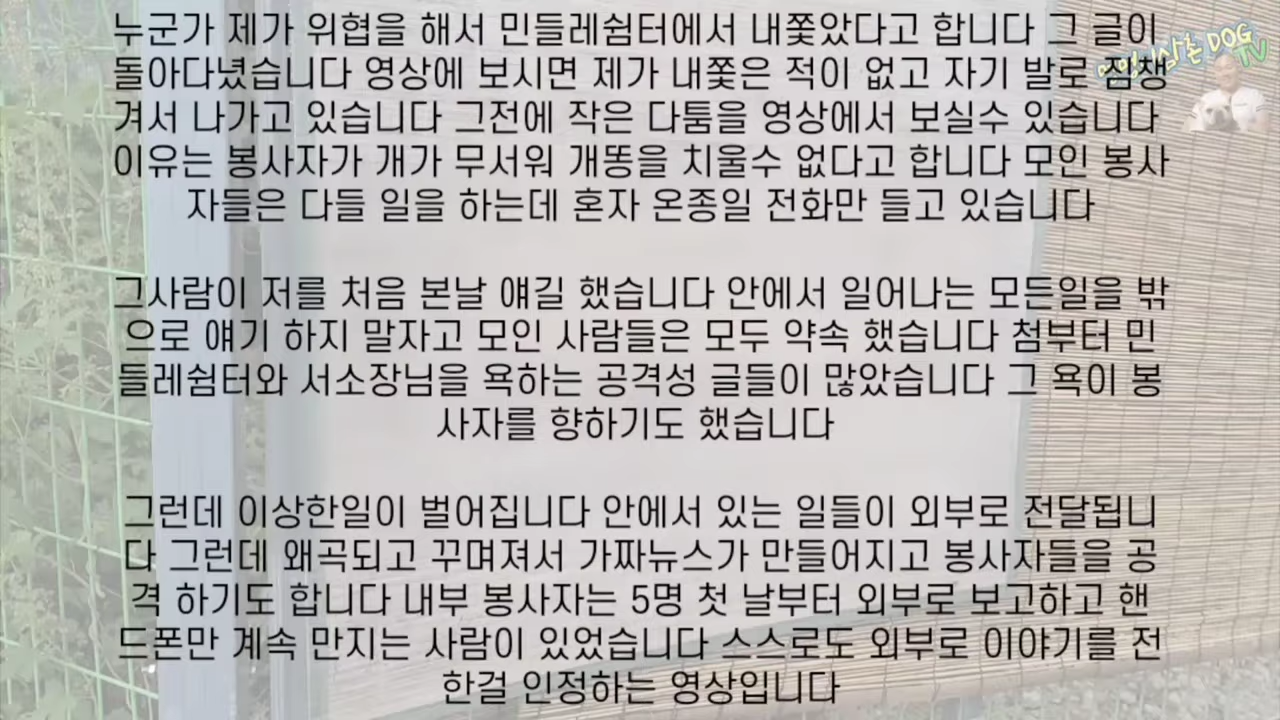 누군가 제가 위협을 해서 민들레쉼터에서 내쫓았다고 합니다 그 글이
돌아다녔습니다 영상에 보시면 제가 내쫓은 적이 없고 자기 발로 짐챙
겨서 나가고 있습니다 그전에 작은 다툼을 영상에서 보실수 있습니다
이유는 봉사자가 개가 무서워 개똥을 치울수 없다고 합니다 모인 봉사
자들은 다들 일을 하는데 혼자 온종일 전화만 들고 있습니다
그사람이 저를 처음 본날 얘길 했습니다 안에서 일어나는 모든일을 밖
으로 얘기 하지 말자고 모인 사람들은 모두 약속 했습니다 첨부터 민
들레쉼터와 서소장님을 욕하는 공격성 글들이 많았습니다 그 욕이 봉
사자를 향하기도 했습니다
그런데 이상한일이 벌어집니다 안에서 있는 일들이 외부로 전달됩니
다 그런데 왜곡되고 꾸며져서 가짜뉴스가 만들어지고 봉사자들을 공
격 하기도 합니다 내부 봉사자는 5명 첫 날부터 외부로 보고하고 핸
드폰만 계속 만지는 사람이 있었습니다 스스로도 외부로 이야기를 전
한걸 인정하는 영상입니다
DOG
TV